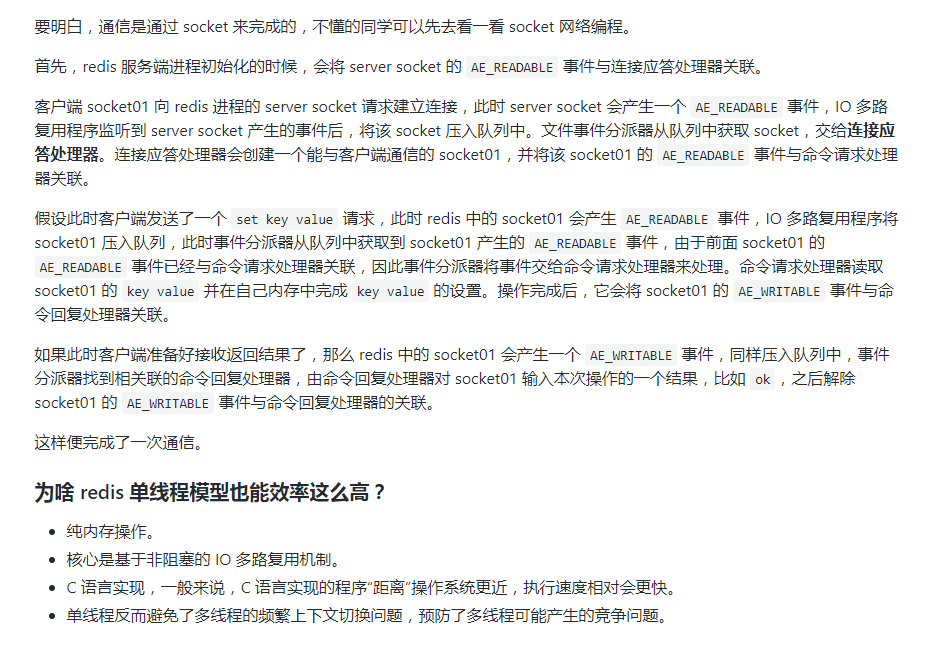 要明白，通信是通过 socket 来完成的，不懂的同学可以先去看一看 socket 网络编程。
首先，redis 服务端进程初始化的时候，会将 server socket 的 AE_READABLE 事件与连接应答处理器关联。
客户端 socket01 向 redis 进程的 server socket 请求建立连接，此时 server socket 会产生一个 AE_READABLE 事件，IO 多路
复用程序监听到 server socket 产生的事件后，将该 socket 压入队列中。文件事件分派器从队列中获取 socket，交给连接应
答处理器。连接应答处理器会创建一个能与客户端通信的 socket01，并将该 socket01 的 AE_READABLE 事件与命令请求处理
器关联。
假设此时客户端发送了一个 set key value 请求，此时 redis 中的 socket01 会产生 AE_READABLE 事件，IO 多路复用程序将
socket01 压入队列，此时事件分派器从队列中获取到 socket01 产生的 AE_READABLE 事件，由于前面 socket01 的
AE_READABLE 事件已经与命令请求处理器关联，因此事件分派器将事件交给命令请求处理器来处理。命令请求处理器读取
socket01 的 key value 并在自己内存中完成 key value 的设置。操作完成后，它会将 socket01 的 AE_WRITABLE 事件与命
令回复处理器关联。
如果此时客户端准备好接收返回结果了，那么 redis 中的 socket01 会产生一个 AE_WRITABLE 事件，同样压入队列中，事件
分派器找到相关联的命令回复处理器，由命令回复处理器对 socket01 输入本次操作的一个结果，比如 ok ，之后解除
socket01 的 AE_WRITABLE 事件与命令回复处理器的关联。
这样便完成了一次通信。
为啥 redis 单线程模型也能效率这么高？
• 纯内存操作。
• 核心是基于非阻塞的 IO 多路复用机制。
• C 语言实现，一般来说，C 语言实现的程序“距离”操作系统更近，执行速度相对会更快。
• 单线程反而避免了多线程的频繁上下文切换问题，预防了多线程可能产生的竞争问题。